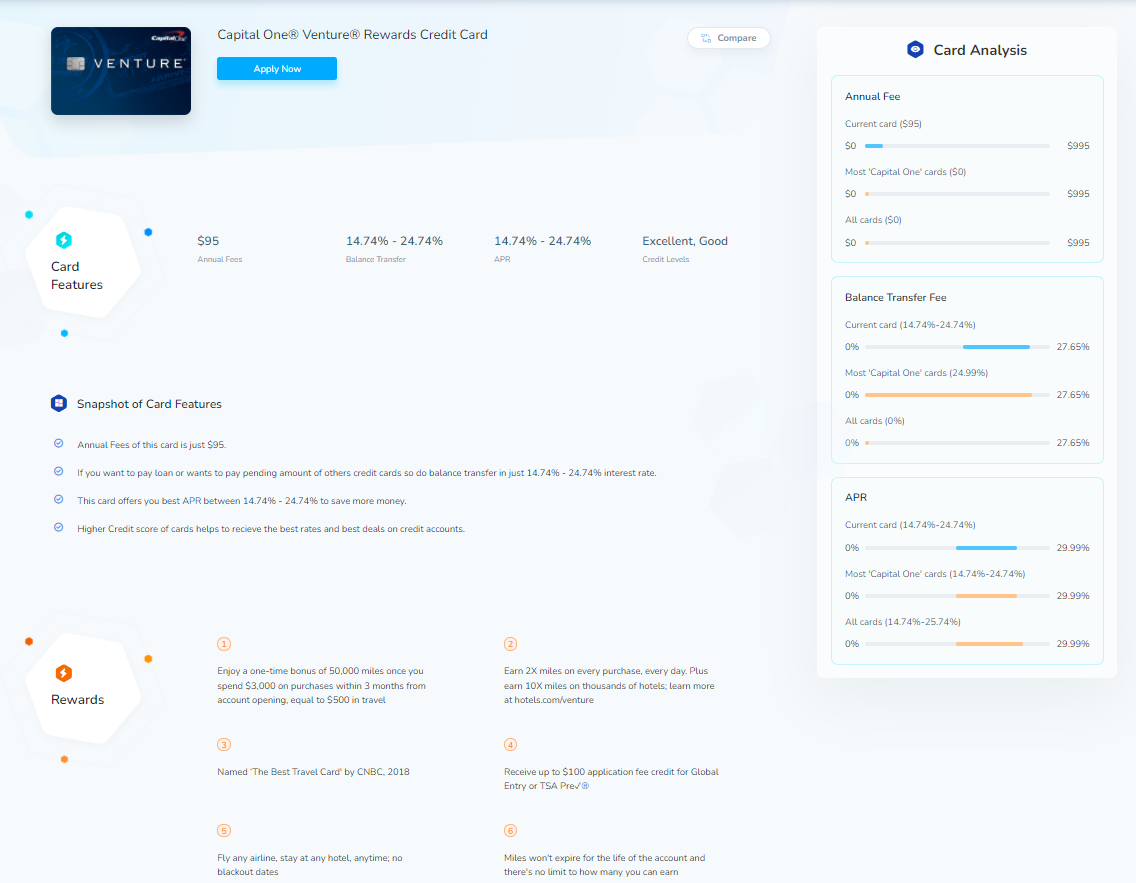 Capital One
VENTURE
Capital One® Venture® Rewards Credit Card
Apply Now
Compare
Card
Features
$95
Annual Fees
14.74% - 24.74%
Balance Transfer
14.74% - 24.74%
APR
Excellent, Good
Credit Levels
Snapshot of Card Features
Annual Fees of this card is just $95.
If you want to pay loan or wants to pay pending amount of others credit cards so do balance transfer in just 14.74% - 24.74% interest rate.
This card offers you best APR between 14.74% - 24.74% to save more money.
Higher Credit score of cards helps to recieve the best rates and best deals on credit accounts.
Rewards
1
Enjoy a one-time bonus of 50,000 miles once you
spend $3,000 on purchases within 3 months from
account opening, equal to $500 in travel
2
Earn 2X miles on every purchase, every day. Plus
earn 10X miles on thousands of hotels; learn more
at hotels.com/venture
3
Named 'The Best Travel Card' by CNBC, 2018
4
Receive up to $100 application fee credit for Global
Entry or TSA Pre✓®
5
Fly any airline, stay at any hotel, anytime; no
blackout dates
6
Miles won't expire for the life of the account and
there's no limit to how many you can earn
Card Analysis
Annual Fee
Current card ($95)
$0 $995
Most 'Capital One' cards ($0)
$0 $995
All cards ($0)
$0 $995
Balance Transfer Fee
Current card (14.74%-24.74%)
0% 27.65%
Most 'Capital One' cards (24.99%)
0% 27.65%
All cards (0%)
0% 27.65%
APR
Current card (14.74%-24.74%)
0% 29.99%
Most 'Capital One' cards (14.74%-24.74%)
0% 29.99%
All cards (14.74%-25.74%)
0% 29.99%